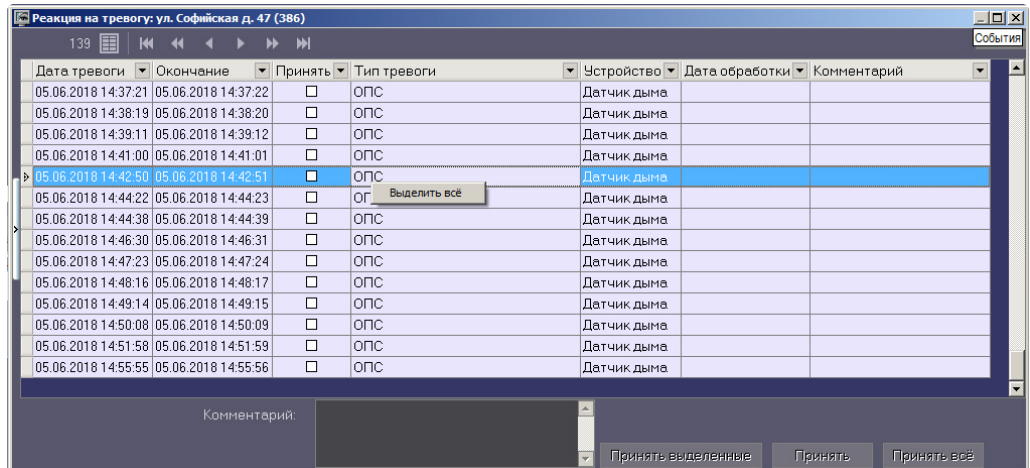 Реакция на тревогу: ул. Софийская д. 47 (386)
139
События
Дата тревоги Окончание Принять Тип тревоги Устройство Дата обработки Комментарий
05.06.2018 14:37:21 05.06.2018 14:37:22 ОПС Датчик дыма
05.06.2018 14:38:19 05.06.2018 14:38:20 ОПС Датчик дыма
05.06.2018 14:39:11 05.06.2018 14:39:12 ОПС Датчик дыма
05.06.2018 14:41:00 05.06.2018 14:41:01 ОПС Датчик дыма
05.06.2018 14:42:50 05.06.2018 14:42:51 ОПС Датчик дыма
Выделить всё
05.06.2018 14:44:22 05.06.2018 14:44:23 ОГ Датчик дыма
05.06.2018 14:44:38 05.06.2018 14:44:39 ОПС Датчик дыма
05.06.2018 14:46:30 05.06.2018 14:46:31 ОПС Датчик дыма
05.06.2018 14:47:23 05.06.2018 14:47:24 ОПС Датчик дыма
05.06.2018 14:48:16 05.06.2018 14:48:17 ОПС Датчик дыма
05.06.2018 14:49:14 05.06.2018 14:49:15 ОПС Датчик дыма
05.06.2018 14:50:08 05.06.2018 14:50:09 ОПС Датчик дыма
05.06.2018 14:51:58 05.06.2018 14:51:59 ОПС Датчик дыма
05.06.2018 14:55:55 05.06.2018 14:55:56 ОПС Датчик дыма
Комментарий:
Принять выделенные Принять Принять всё